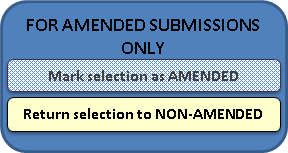 FOR AMENDED SUBMISSIONS
ONLY
Mark selection as AMENDED
Return selection to NON-AMENDED